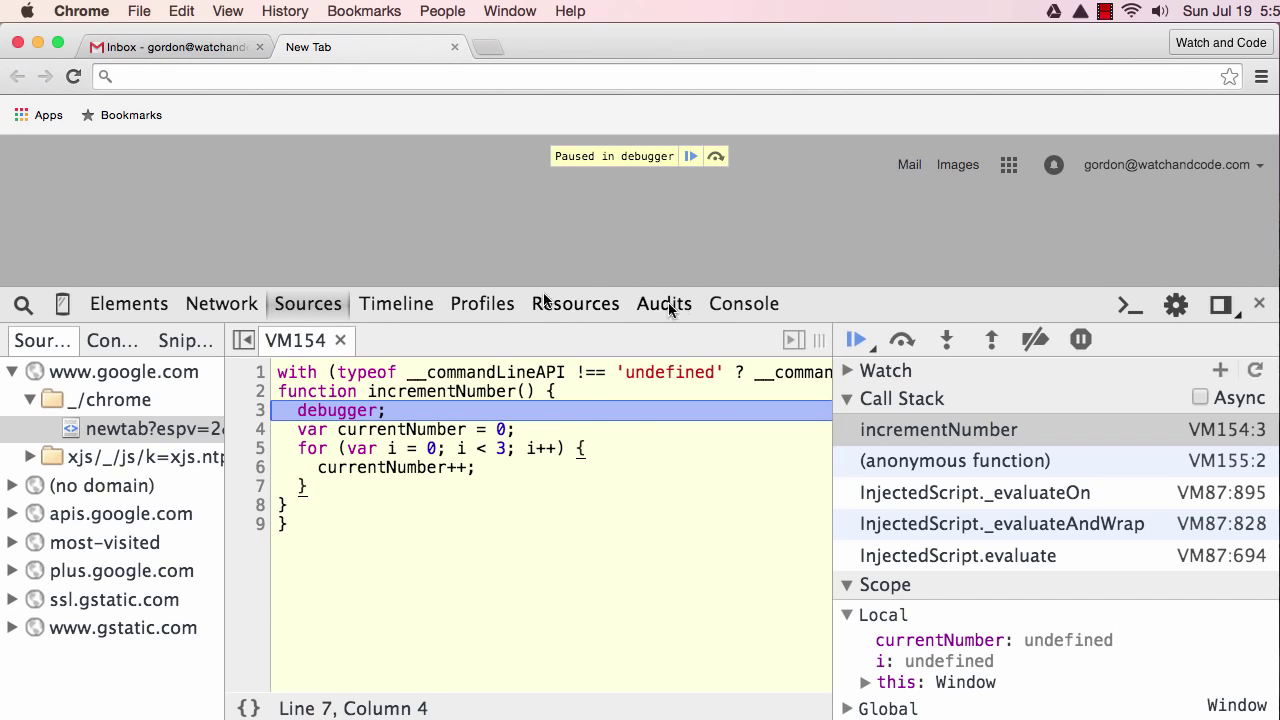 Chrome File Edit View History Bookmarks People Window Help Sun Jul 19 5:5
Inbox - gordon@watchand New Tab Watch and Code
Apps Bookmarks
Paused in debugger
Mail Images gordon@watchandcode.com
Elements Network Sources Timeline Profiles Resources Audits Console
Sour... Con... Snip... VM154
www.google.com
_/chrome
newtab?espv=2
xjs/_/js/k=xjs.ntp
(no domain)
apis.google.com
most-visited
plus.google.com
ssl.gstatic.com
www.gstatic.com
1 with (typeof __commandLineAPI !== 'undefined' ? __comman
2 function incrementNumber() {
3 debugger;
4 var currentNumber = 0;
5 for (var i = 0; i < 3; i++) {
6 currentNumber++;
7 }
8 }
9 }
{} Line 7, Column 4
Watch
Call Stack Async
incrementNumber VM154:3
(anonymous function) VM155:2
InjectedScript._evaluateOn VM87:895
InjectedScript._evaluateAndWrap VM87:828
InjectedScript.evaluate VM87:694
Scope
Local
currentNumber: undefined
i: undefined
this: Window
Global Window